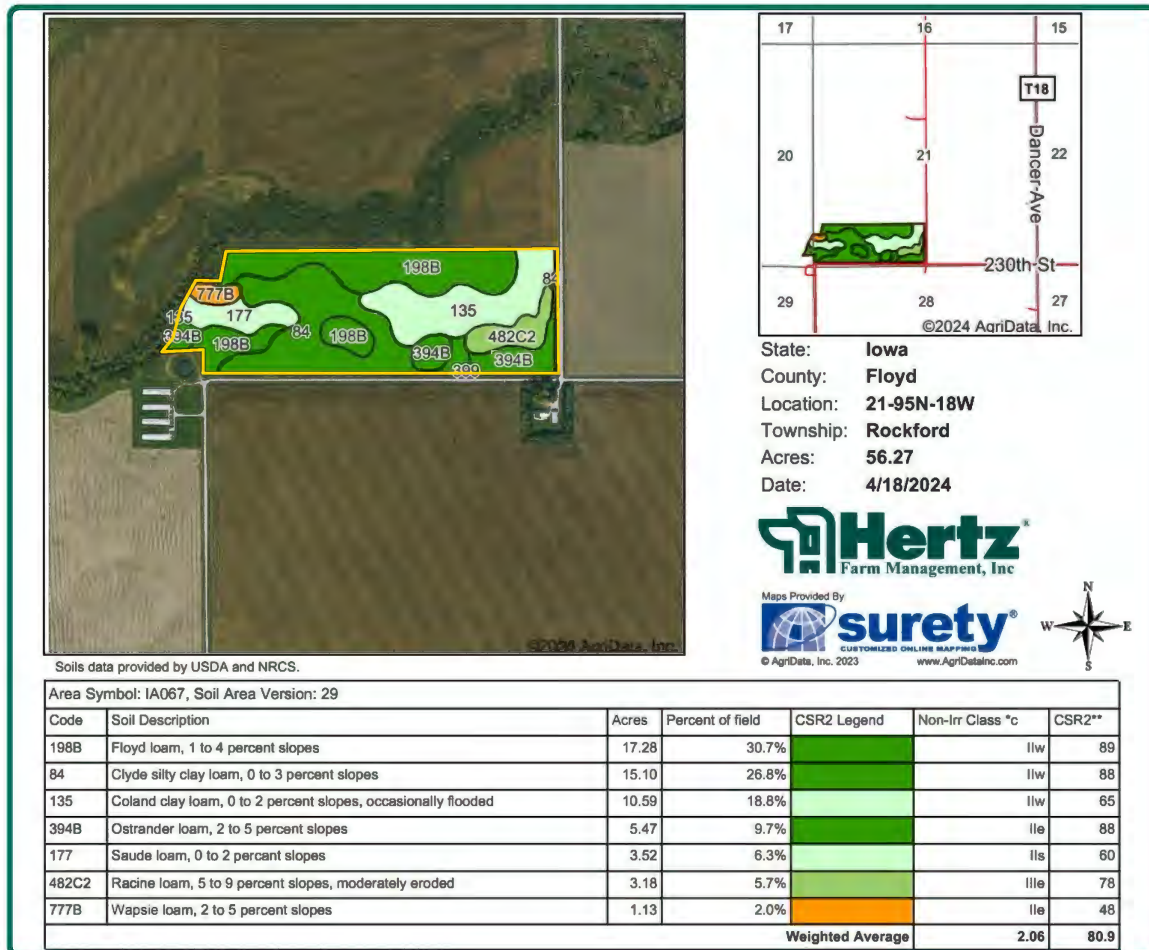 198B
84
777B
135
177
135
394B
84
198B
482C2
198B
394B
394B
399
Soils data provided by USDA and NRCS.
17 16 15
T18
20 21 22
Dancer-Ave
230th-St
29 28 27
©2024 AgriData, Inc.
State: Iowa
County: Floyd
Location: 21-95N-18W
Township: Rockford
Acres: 56.27
Date: 4/18/2024
Hertz
Farm Management, Inc
Maps Provided By
surety®
CUSTOMIZED ONLINE MAPPING
© AgriData, Inc. 2023 www.AgriDataInc.com
N
W E
S
Area Symbol: IA067, Soil Area Version: 29
Code Soil Description Acres Percent of field CSR2 Legend Non-Irr Class *c CSR2**
198B Floyd loam, 1 to 4 percent slopes 17.28 30.7% IIw 89
84 Clyde silty clay loam, 0 to 3 percent slopes 15.10 26.8% IIw 88
135 Coland clay loam, 0 to 2 percent slopes, occasionally flooded 10.59 18.8% IIw 65
394B Ostrander loam, 2 to 5 percent slopes 5.47 9.7% IIe 88
177 Saude loam, 0 to 2 percant slopes 3.52 6.3% IIs 60
482C2 Racine loam, 5 to 9 percent slopes, moderately eroded 3.18 5.7% IIIe 78
777B Wapsie loam, 2 to 5 percent slopes 1.13 2.0% IIe 48
Weighted Average 2.06 80.9